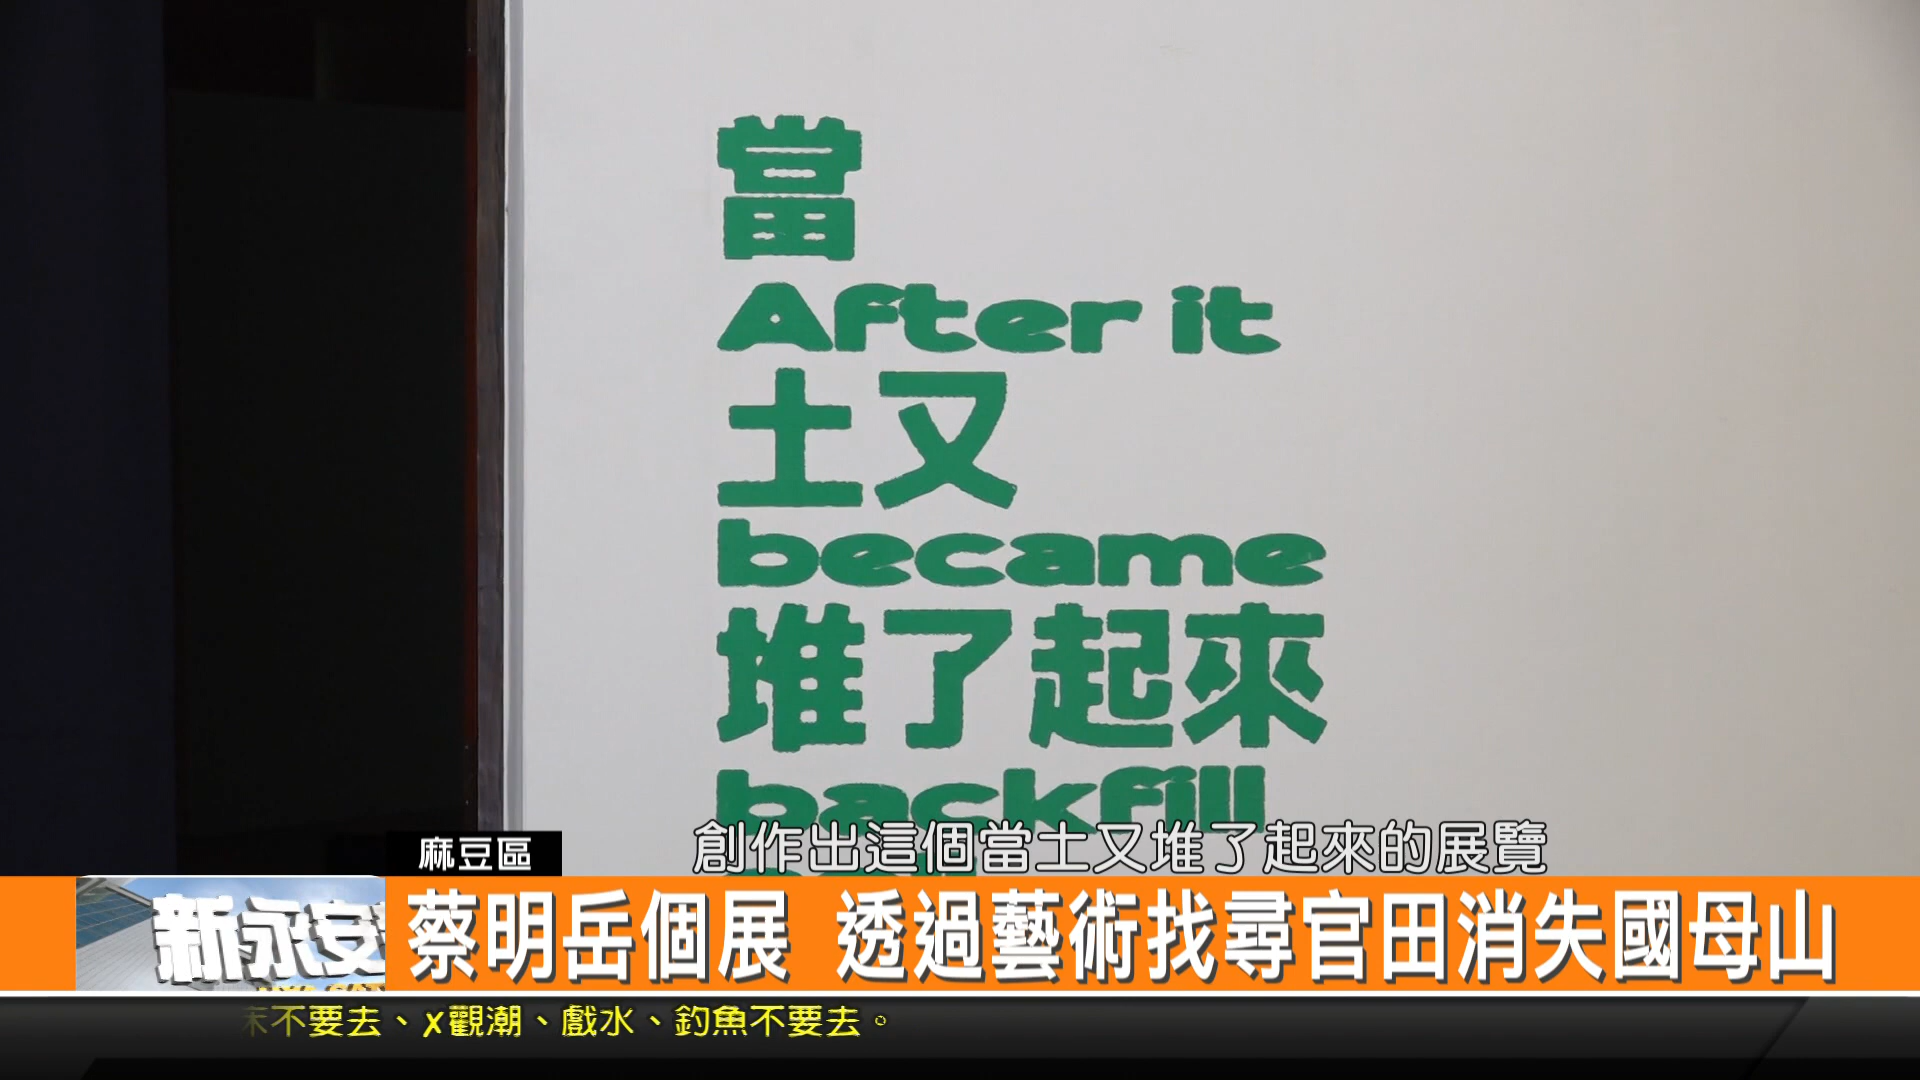 當
After it
土又
became
堆了起來
backfill
創作出這個當土又堆了起來的展覽
麻豆區
新永安
蔡明岳個展 透過藝術找尋官田消失國母山
不要去、x觀潮、戲水、釣魚不要去。